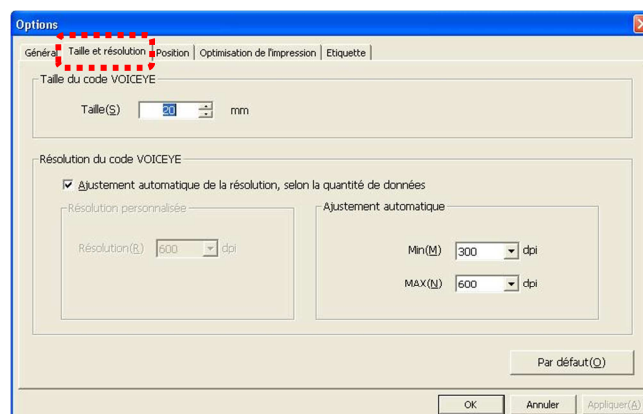 Options
Général Taille et résolution Position Optimisation de l'impression Etiquette
Taille du code VOICEYE
Taille(S) 20 mm
Résolution du code VOICEYE
Ajustement automatique de la résolution, selon la quantité de données
Résolution personnalisée
Ajustement automatique
Résolution(R) 600 dpi
Min(M) 300 dpi
MAX(N) 600 dpi
Par défaut(O)
OK Annuler Appliquer(A)